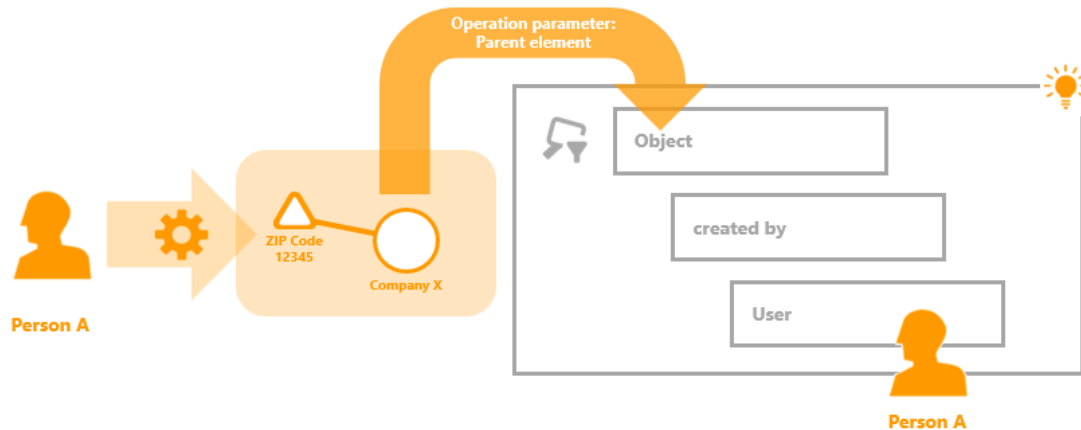 Operation parameter:
Parent element
Object
ZIP Code
12345
created by
Company X
User
Person A
Person A